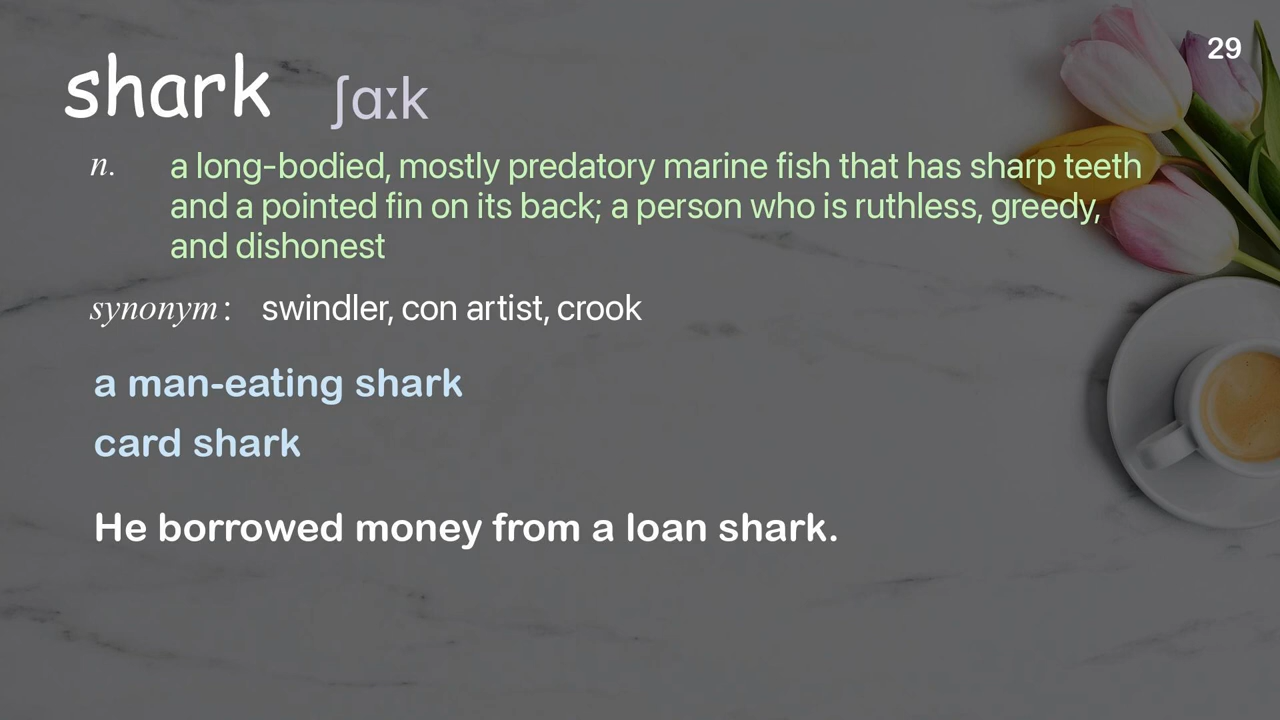 29
shark ʃɑːk
n. a long-bodied, mostly predatory marine fish that has sharp teeth
and a pointed fin on its back; a person who is ruthless, greedy,
and dishonest
synonym: swindler, con artist, crook
a man-eating shark
card shark
He borrowed money from a loan shark.